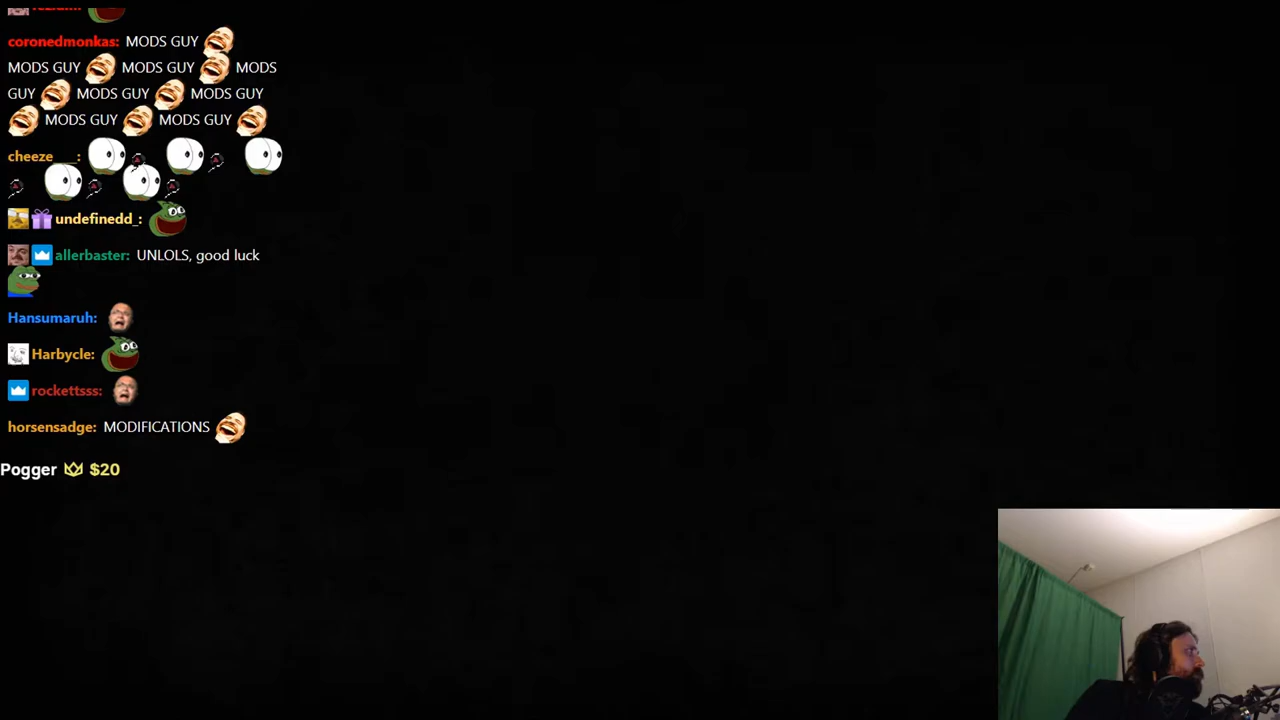 coronedmonkas: MODS GUY
MODS GUY MODS GUY MODS
GUY MODS GUY MODS GUY
MODS GUY MODS GUY
cheeze___:
undefinedd_:
allerbaster: UNLOLS, good luck
Hansumaruh:
Harbycle:
rockettsss:
horsensadge: MODIFICATIONS
Pogger $20